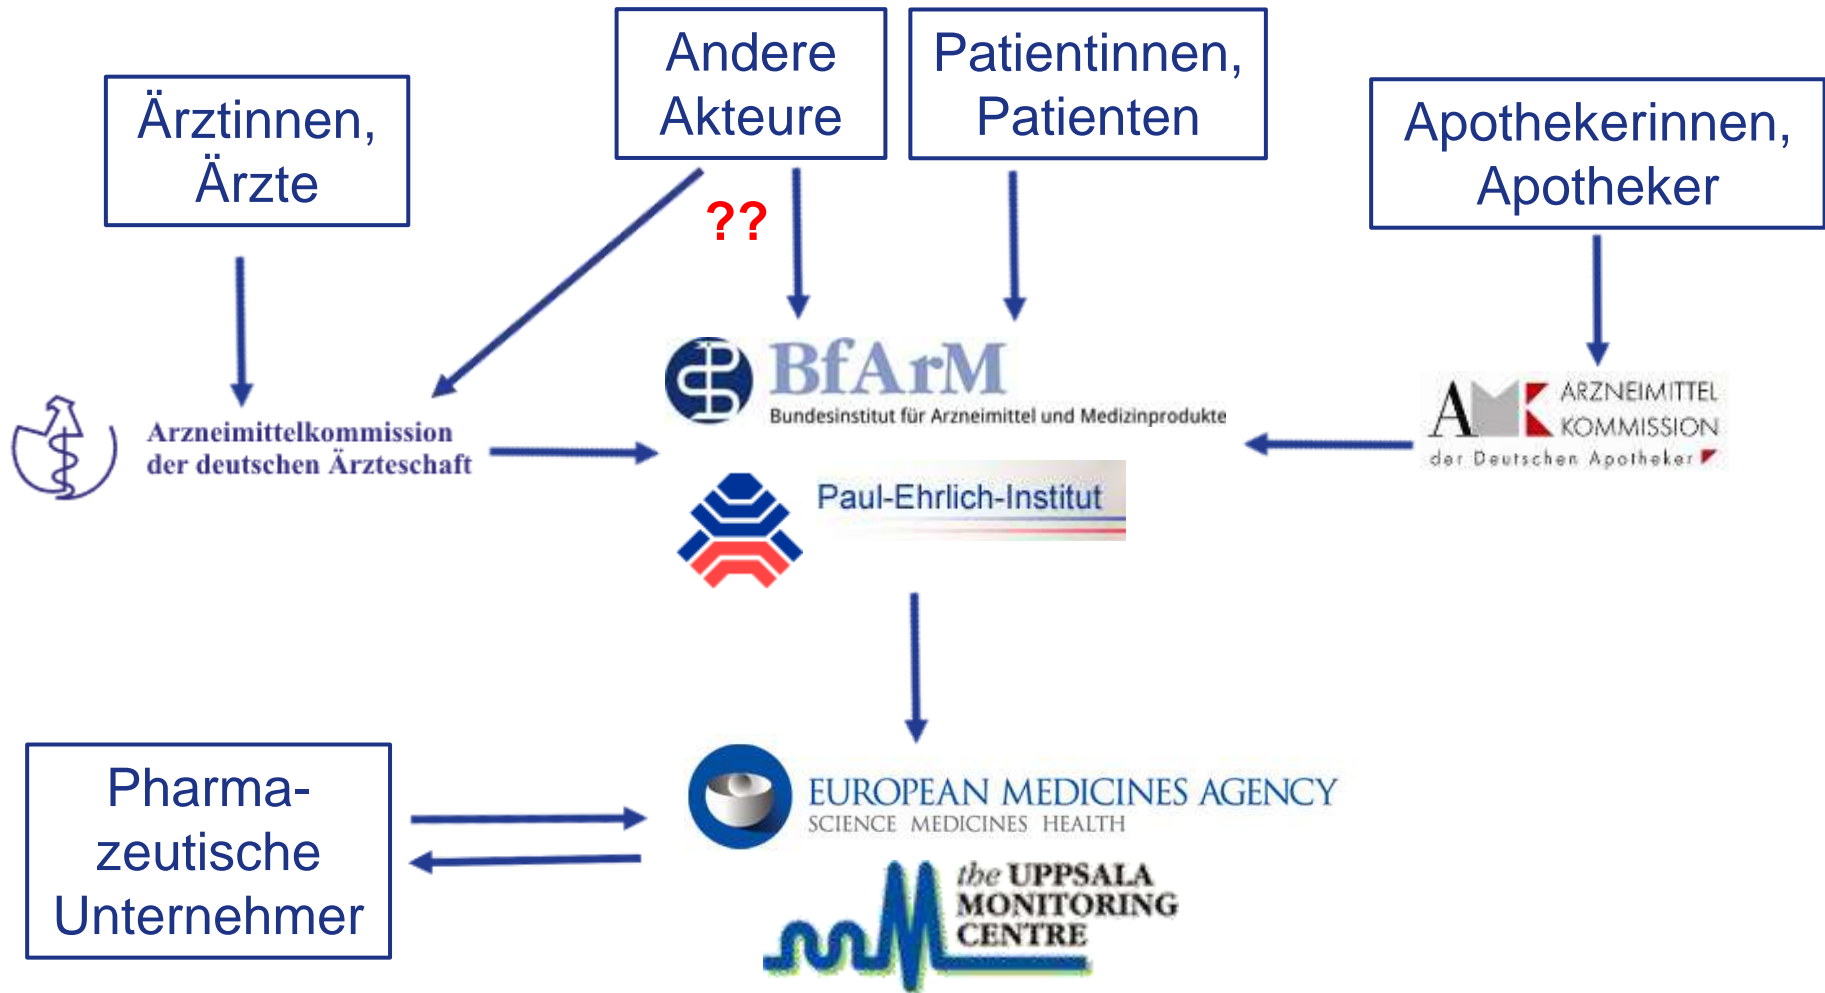 Ärztinnen,
Ärzte
Andere
Akteure
Patientinnen,
Patienten
Apothekerinnen,
Apotheker
??
BfArM
Bundesinstitut für Arzneimittel und Medizinprodukte
Arzneimittelkommission
der deutschen Ärzteschaft
AMK
ARZNEIMITTEL
KOMMISSION
der Deutschen Apotheker
Paul-Ehrlich-Institut
Pharma-
zeutische
Unternehmer
EUROPEAN MEDICINES AGENCY
SCIENCE MEDICINES HEALTH
the UPPSALA
MONITORING
CENTRE